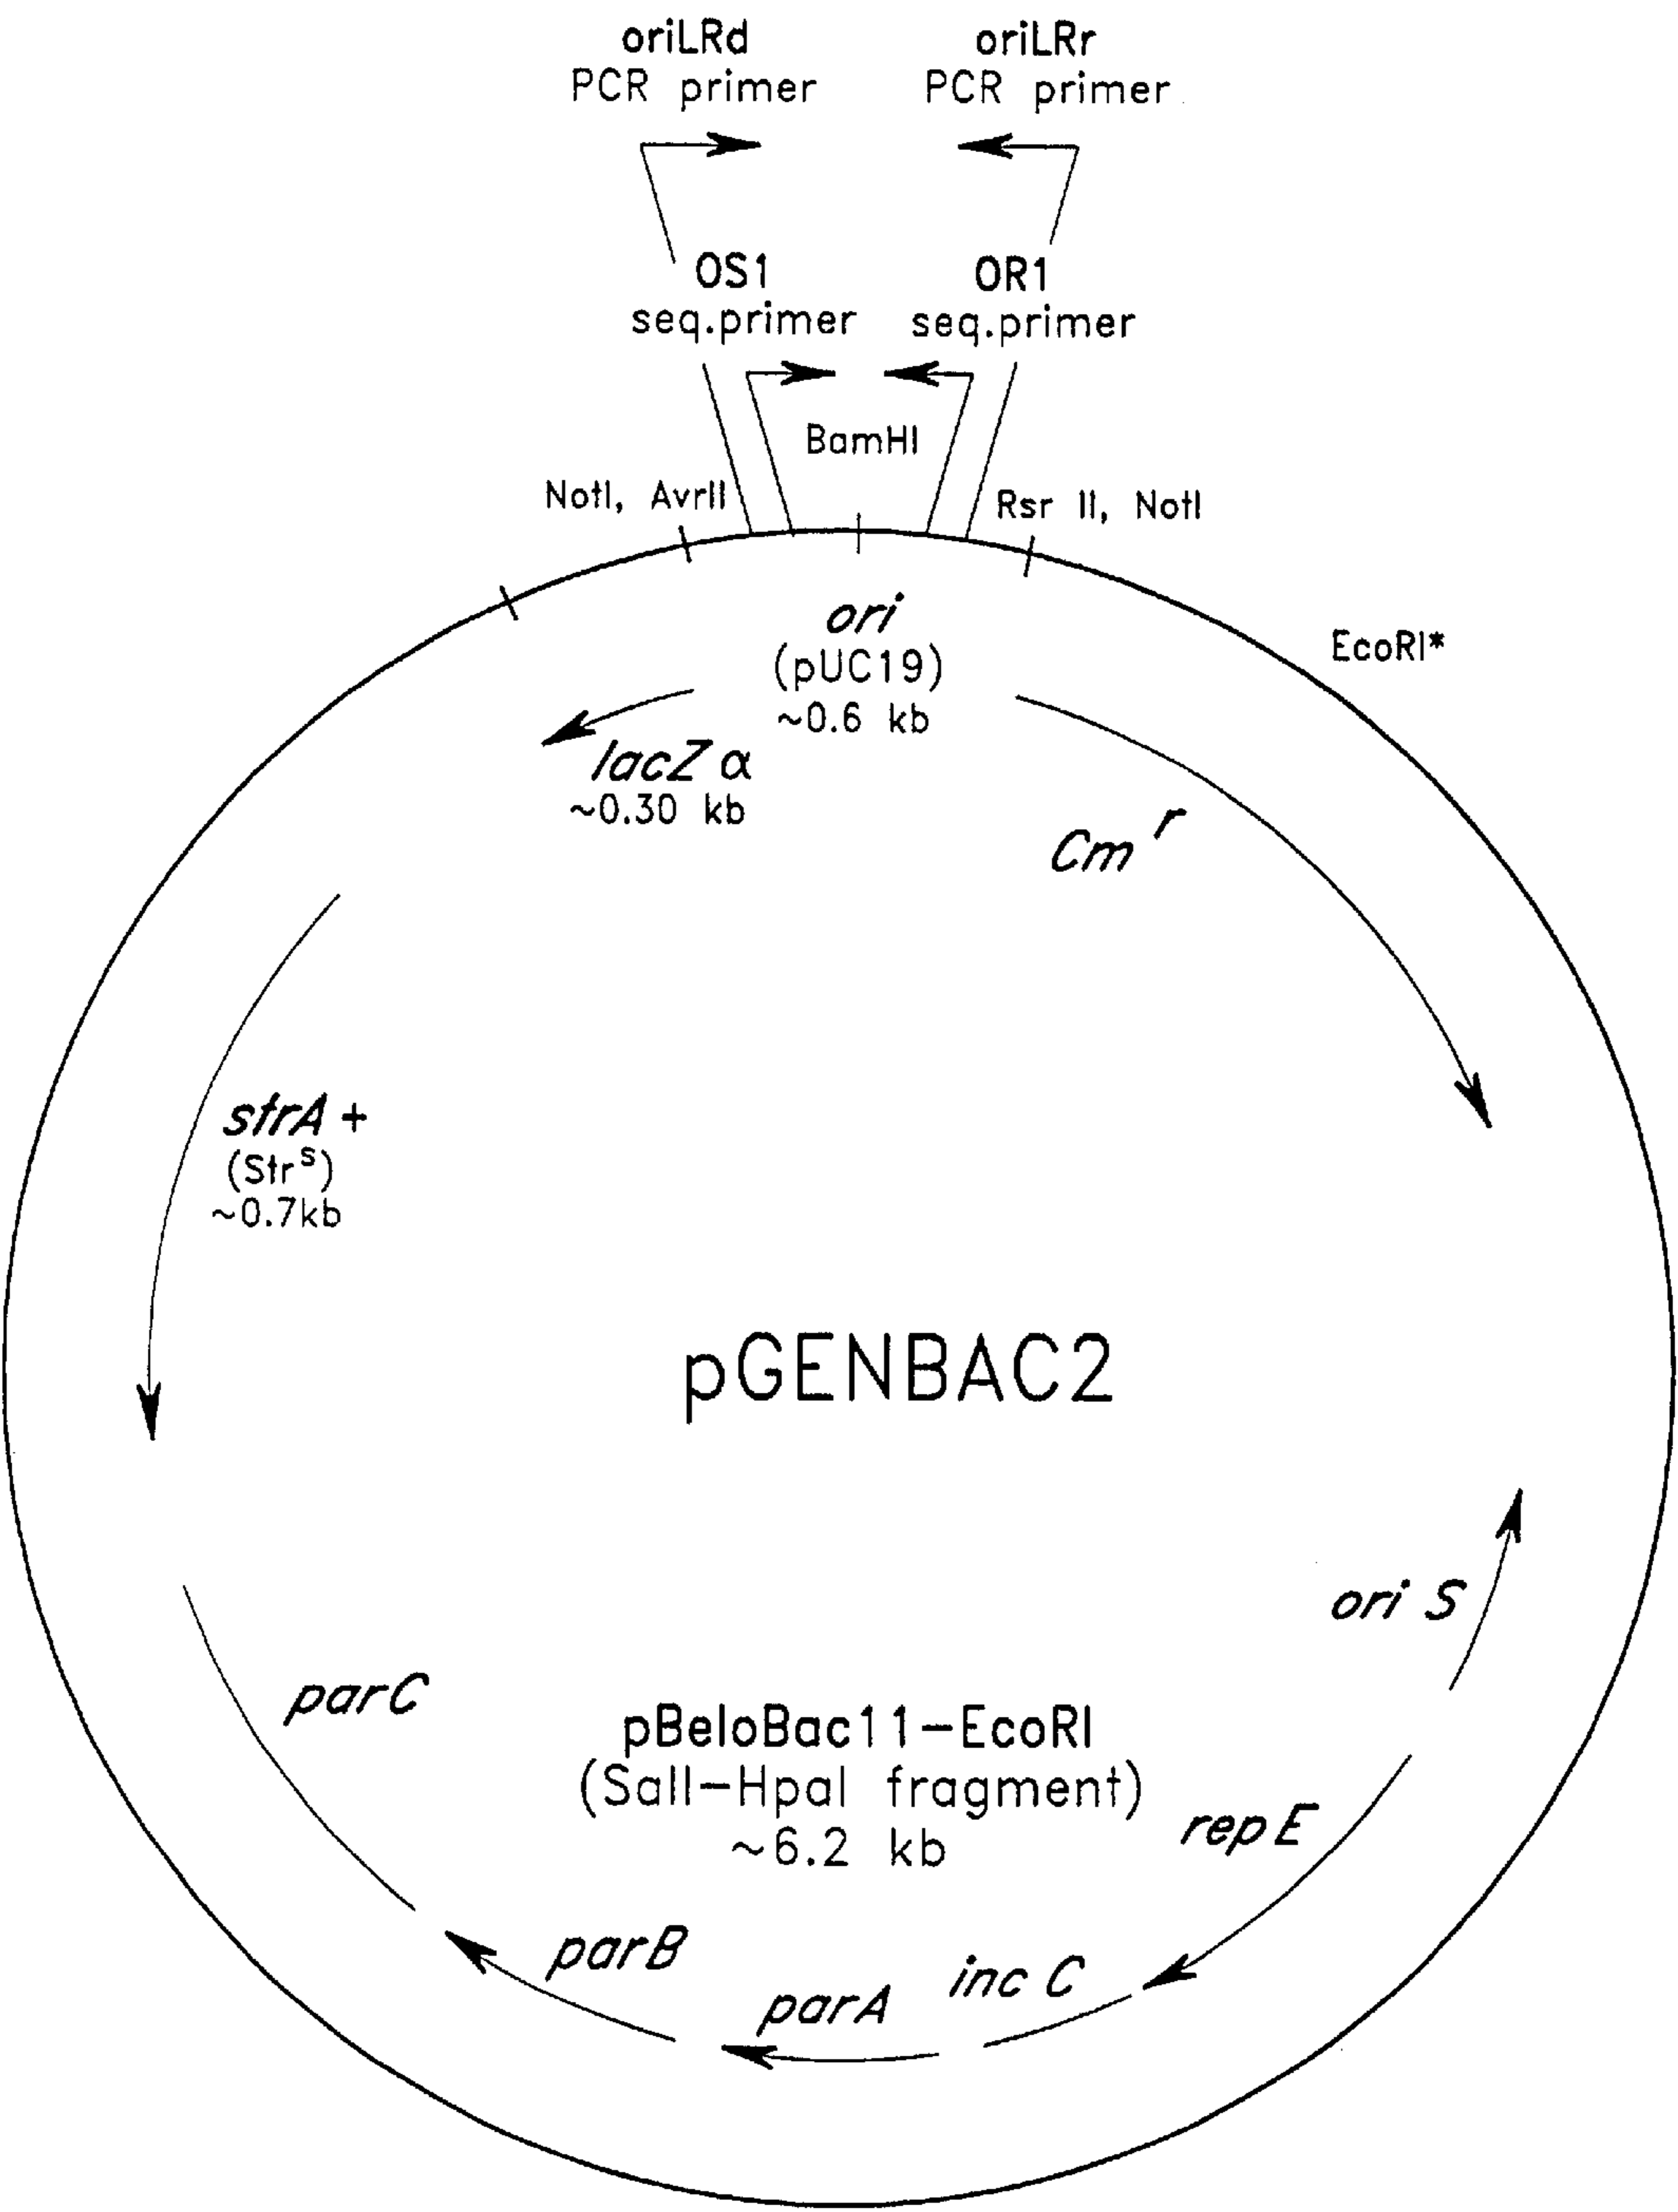 oriLRd
PCR primer
oriLRr
PCR primer
OS1
seq.primer
OR1
seq.primer
BamHI
NotI, AvrII
Rsr II, NotI
EcoRI*
ori
(pUC19)
~0.6 kb
lacZ α
~0.30 kb
Cm r
strA +
(Str s)
~0.7kb
pGENBAC2
ori S
parC
pBeloBac11-EcoRI
(SalI-HpaI fragment)
~6.2 kb
rep E
parB
inc C
parA